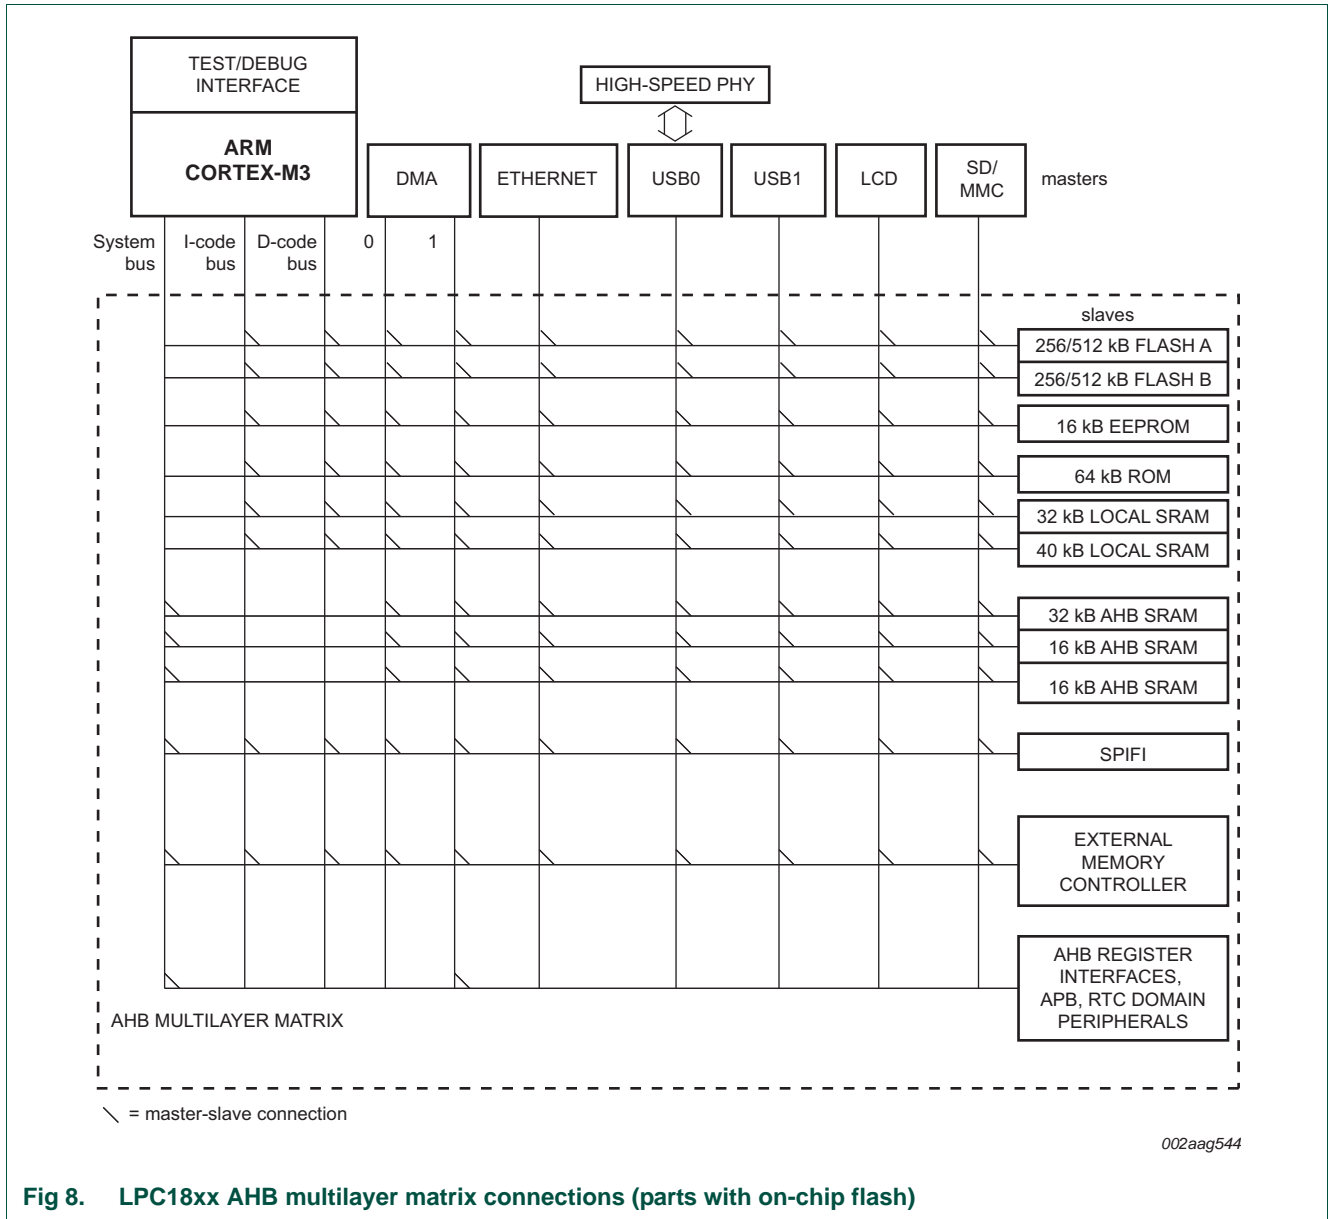 TEST/DEBUG
INTERFACE
ARM
CORTEX-M3
HIGH-SPEED PHY
DMA
ETHERNET
USB0
USB1
LCD
SD/
MMC
masters
System
bus
I-code
bus
D-code
bus
0
1
slaves
256/512 kB FLASH A
256/512 kB FLASH B
16 kB EEPROM
64 kB ROM
32 kB LOCAL SRAM
40 kB LOCAL SRAM
32 kB AHB SRAM
16 kB AHB SRAM
16 kB AHB SRAM
SPIFI
EXTERNAL
MEMORY
CONTROLLER
AHB REGISTER
INTERFACES,
APB, RTC DOMAIN
PERIPHERALS
AHB MULTILAYER MATRIX
= master-slave connection
002aag544
Fig 8. LPC18xx AHB multilayer matrix connections (parts with on-chip flash)